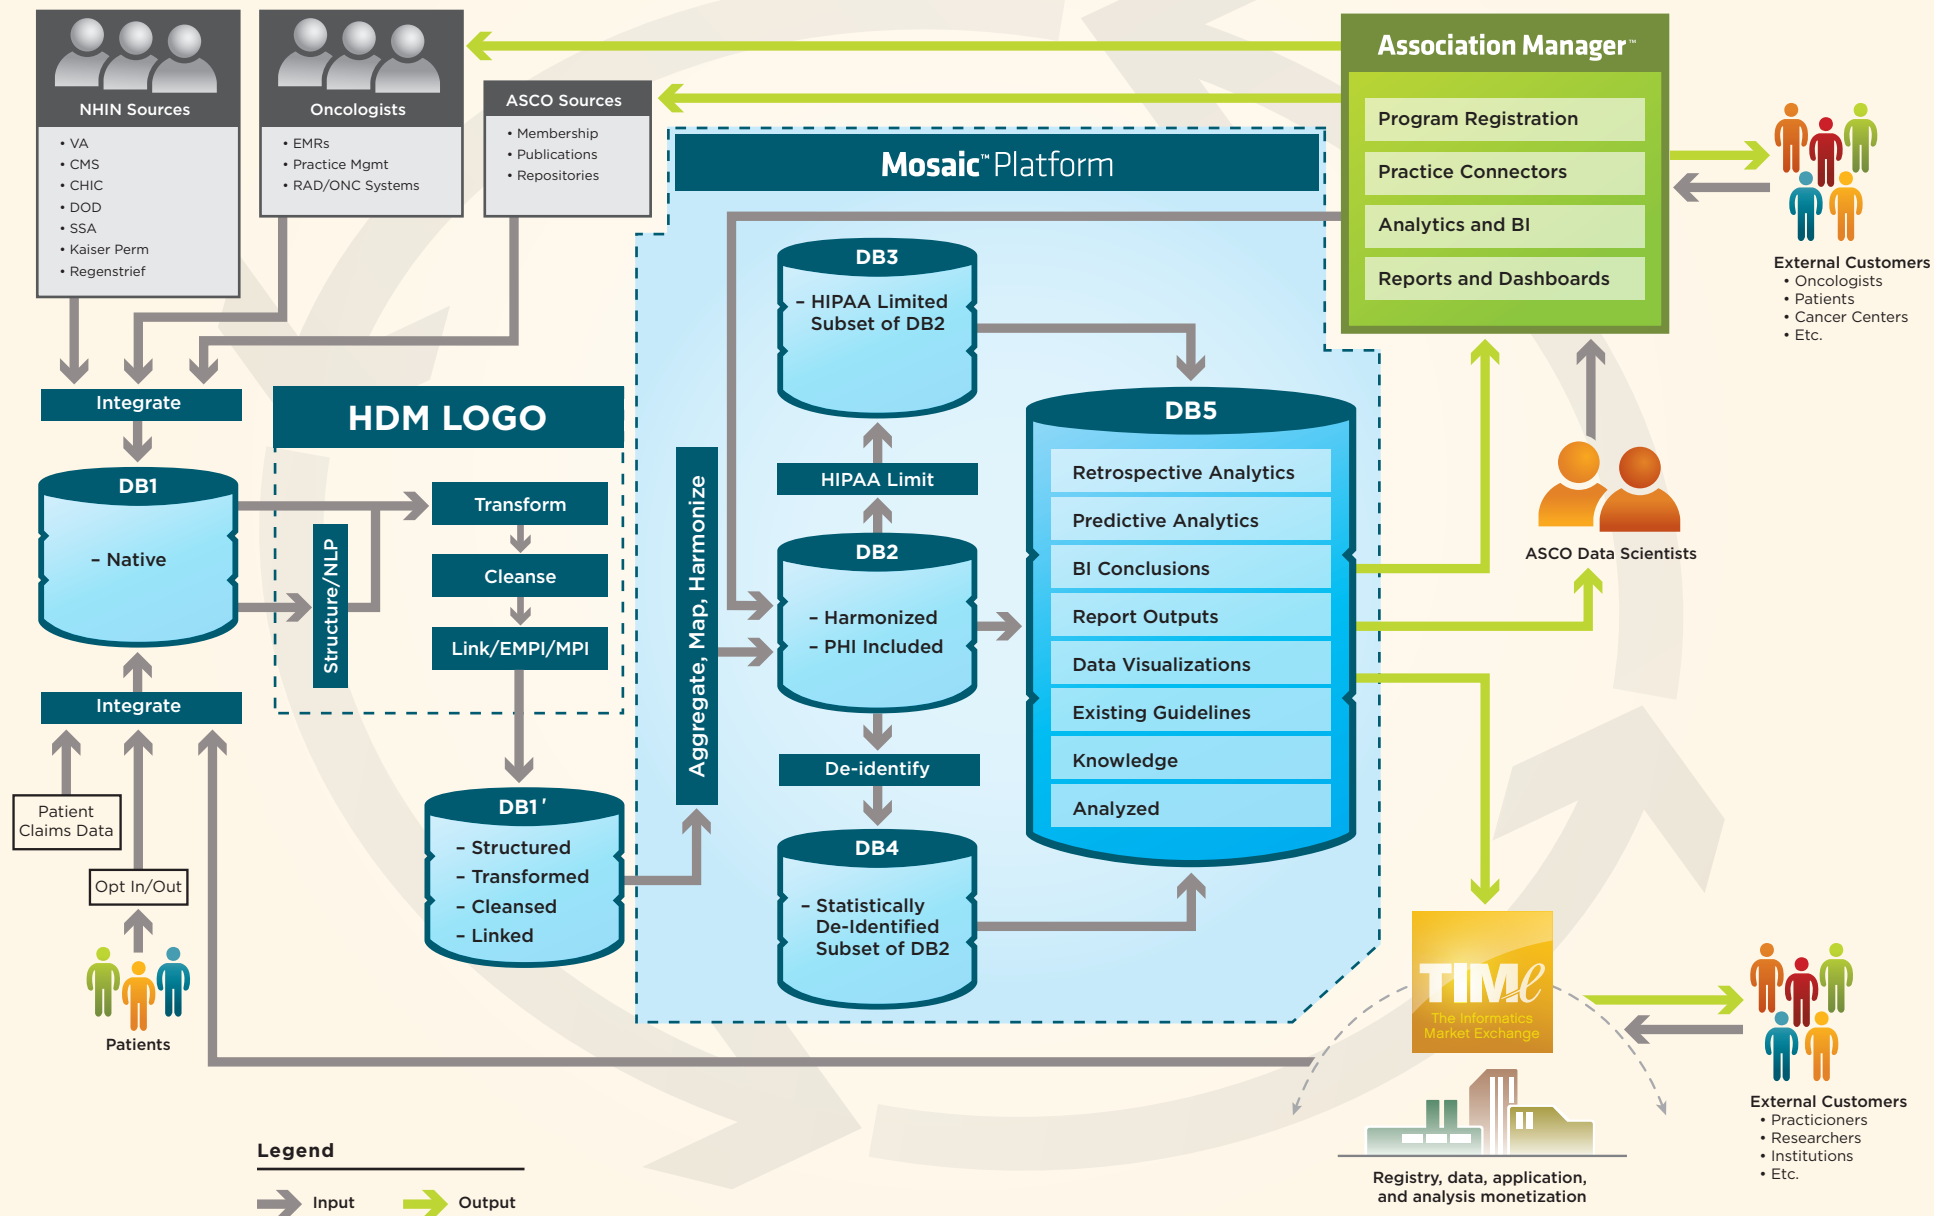 NHIN Sources
• VA
• CMS
• CHIC
• DOD
• SSA
• Kaiser Perm
• Regenstrief
Oncologists
• EMRs
• Practice Mgmt
• RAD/ONC Systems
ASCO Sources
• Membership
• Publications
• Repositories
Association Manager™
Program Registration
Practice Connectors
Analytics and BI
Reports and Dashboards
External Customers
• Oncologists
• Patients
• Cancer Centers
• Etc.
Mosaic™ Platform
DB3
– HIPAA Limited
Subset of DB2
Integrate
HDM LOGO
DB1
– Native
Structure/NLP
Transform
Cleanse
Link/EMPI/MPI
Aggregate, Map, Harmonize
HIPAA Limit
DB2
– Harmonized
– PHI Included
De-identify
DB5
Retrospective Analytics
Predictive Analytics
BI Conclusions
Report Outputs
Data Visualizations
Existing Guidelines
Knowledge
Analyzed
ASCO Data Scientists
Integrate
Patient
Claims Data
Opt In/Out
Patients
DB1'
– Structured
– Transformed
– Cleansed
– Linked
DB4
– Statistically
De-Identified
Subset of DB2
TIMe
The Informatics
Market Exchange
Registry, data, application,
and analysis monetization
External Customers
• Practicioners
• Researchers
• Institutions
• Etc.
Legend
Input
Output